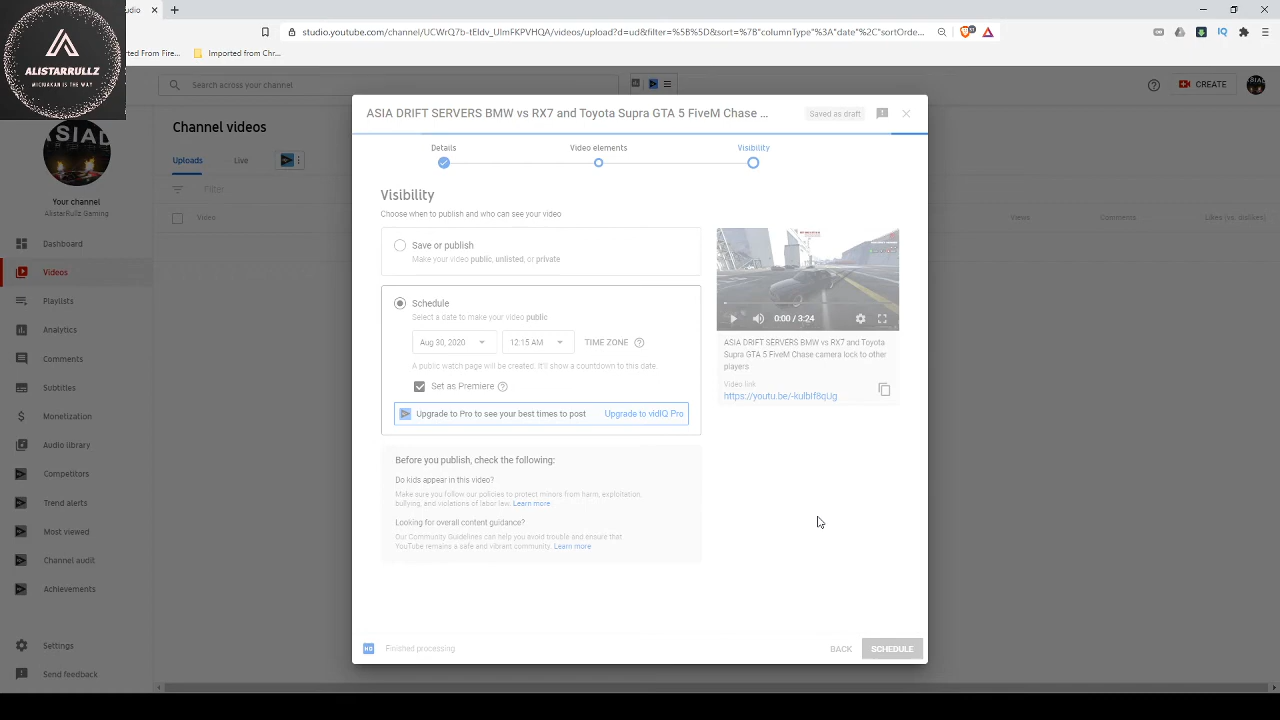 studio.youtube.com/channel/UCWrQ7b-tEIdv_UImFKPVHQA/videos/upload?d=ud&filter=%5B%5D&sort=%7B"columnType"%3A"date"%2C"sortOrde...
ted From Fire...
Imported from Chr...
ALISTARRULLZ
MICMAKAN IS THE WAY
Search across your channel
CREATE
Your channel
AlistarRullz Gaming
Dashboard
Videos
Playlists
Analytics
Comments
Subtitles
Monetization
Audio library
Competitors
Trend alerts
Most viewed
Channel audit
Achievements
Settings
Send feedback
Channel videos
Uploads
Live
Filter
Video
Views
Comments
Likes (vs. dislikes)
ASIA DRIFT SERVERS BMW vs RX7 and Toyota Supra GTA 5 FiveM Chase ...
Saved as draft
Details
Video elements
Visibility
Visibility
Choose when to publish and who can see your video
Save or publish
Make your video public, unlisted, or private
Schedule
Select a date to make your video public
Aug 30, 2020
12:15 AM
TIME ZONE
A public watch page will be created. It'll show a countdown to this date.
Set as Premiere
Upgrade to Pro to see your best times to post
Upgrade to vidIQ Pro
Before you publish, check the following:
Do kids appear in this video?
Make sure you follow our policies to protect minors from harm, exploitation,
bullying, and violations of labor law. Learn more
Looking for overall content guidance?
Our Community Guidelines can help you avoid trouble and ensure that
YouTube remains a safe and vibrant community. Learn more
0:00 / 3:24
ASIA DRIFT SERVERS BMW vs RX7 and Toyota
Supra GTA 5 FiveM Chase camera lock to other
players
Video link
https://youtu.be/-kulbIf8qUg
HD
Finished processing
BACK
SCHEDULE